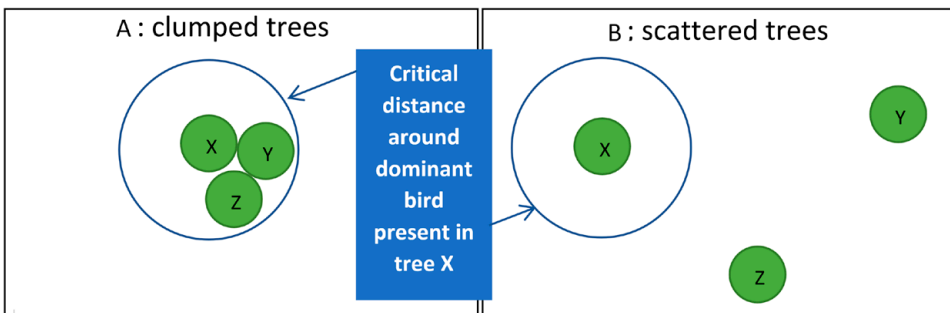 A : clumped trees
X
Y
Z
Critical
distance
around
dominant
bird
present in
tree X
B ; scattered trees
X
Y
Z